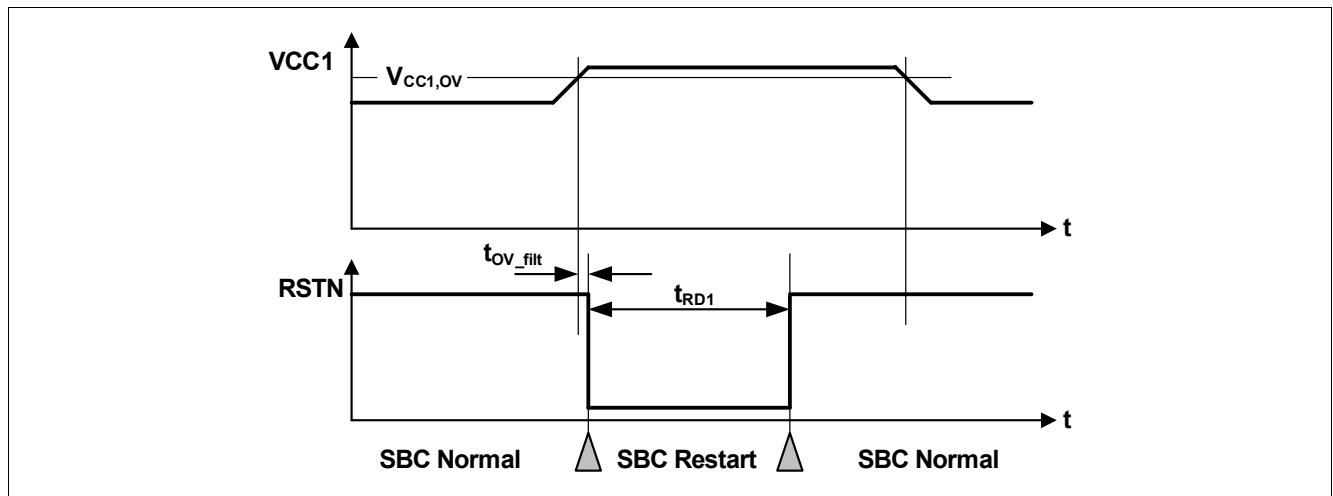 VCC1
VCC1,OV
t
tOV_filt
RSTN
tRD1
t
SBC Normal
SBC Restart
SBC Normal